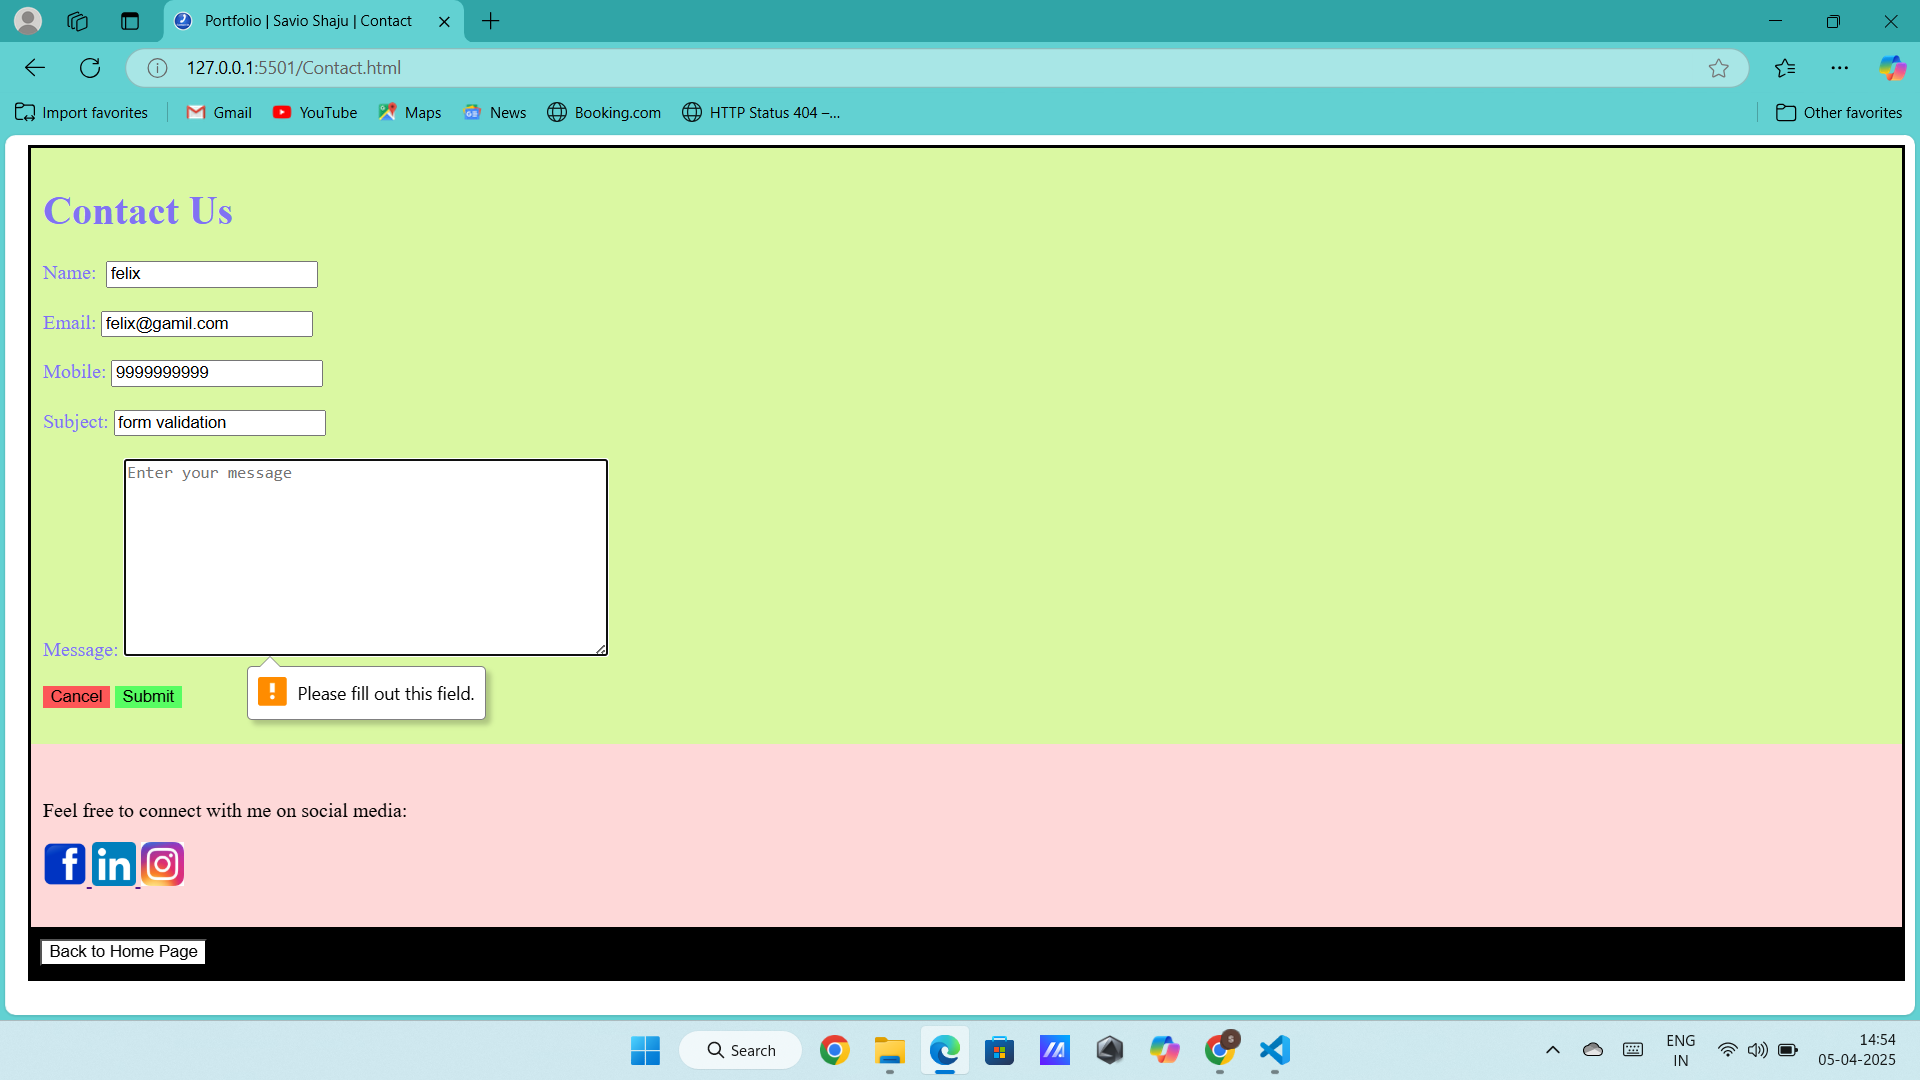 Portfolio | Savio Shaju | Contact
127.0.0.1:5501/Contact.html
Import favorites
Gmail
YouTube
Maps
News
Booking.com
HTTP Status 404 –...
Other favorites
Contact Us
Name: felix
Email: felix@gamil.com
Mobile: 9999999999
Subject: form validation
Enter your message
Message:
Please fill out this field.
Cancel Submit
Feel free to connect with me on social media:
f in
Back to Home Page
Search
S
ENG
IN
14:54
05-04-2025